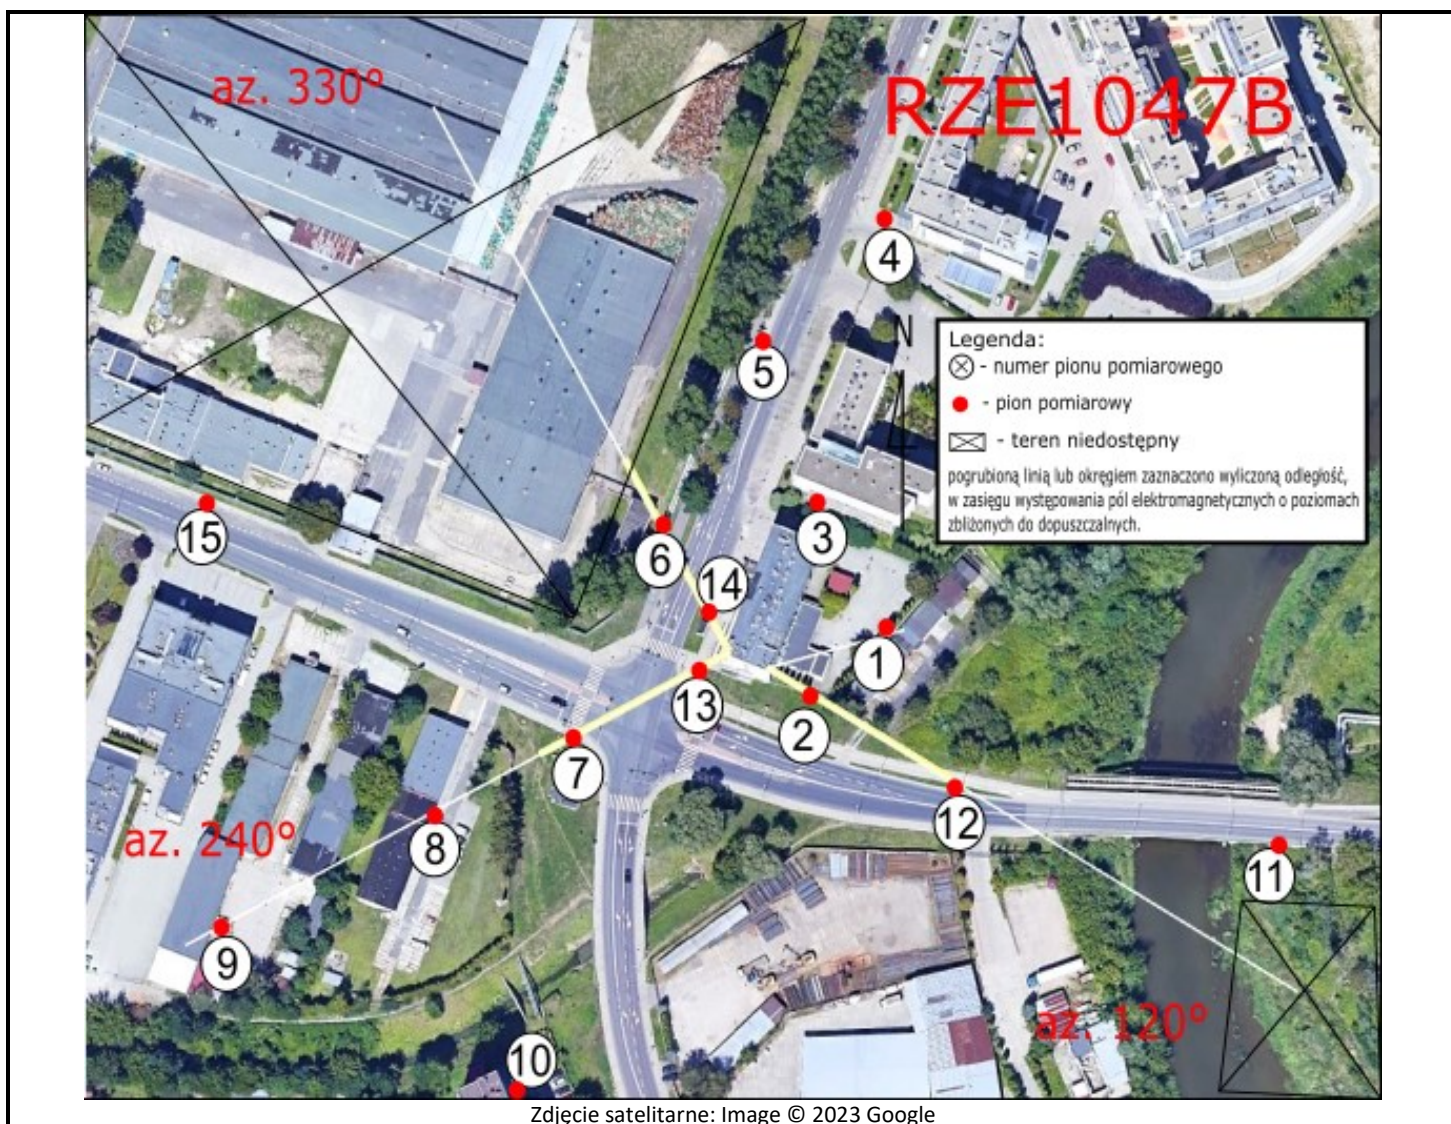 az. 330°
RZE1047B
4
N
Legenda:
- numer pionu pomiarowego
5
- pion pomiarowy
- teren niedostępny
pogrubioną linią lub okręgiem zaznaczono wyliczoną odległość,
w zasięgu występowania pól elektromagnetycznych o poziomach
zbliżonych do dopuszczalnych.
15
3
6
14
1
2
13
7
12
az. 240°
8
11
9
az. 120°
10
Zdjęcie satelitarne: Image © 2023 Google